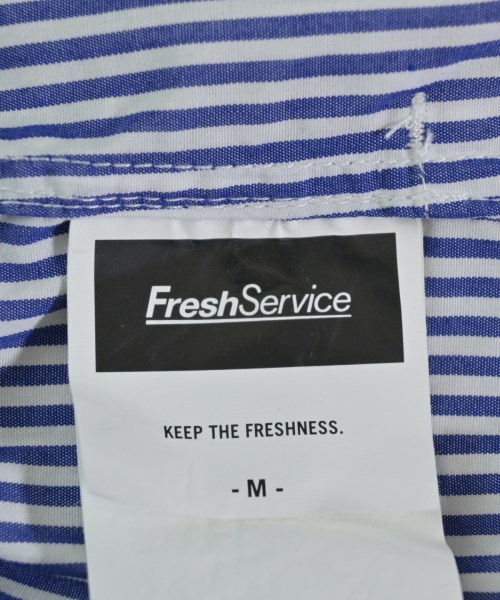 FreshService
KEEP THE FRESHNESS.
- M -